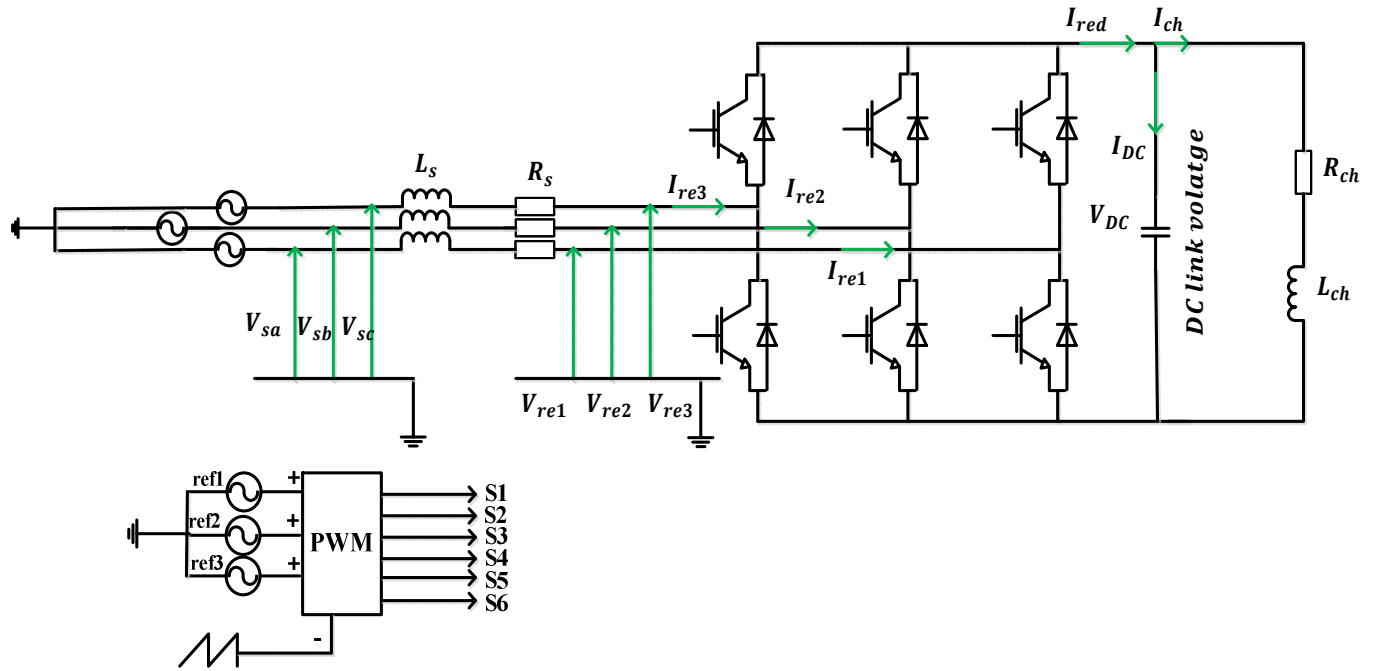 I_red
I_ch
L_s
R_s
I_re3
I_re2
I_DC
R_ch
V_DC
DC link volatge
I_re1
L_ch
V_sa
V_sb
V_sc
V_re1
V_re2
V_re3
ref1
+
S1
S2
ref2
+
PWM
S3
S4
ref3
+
S5
S6
-